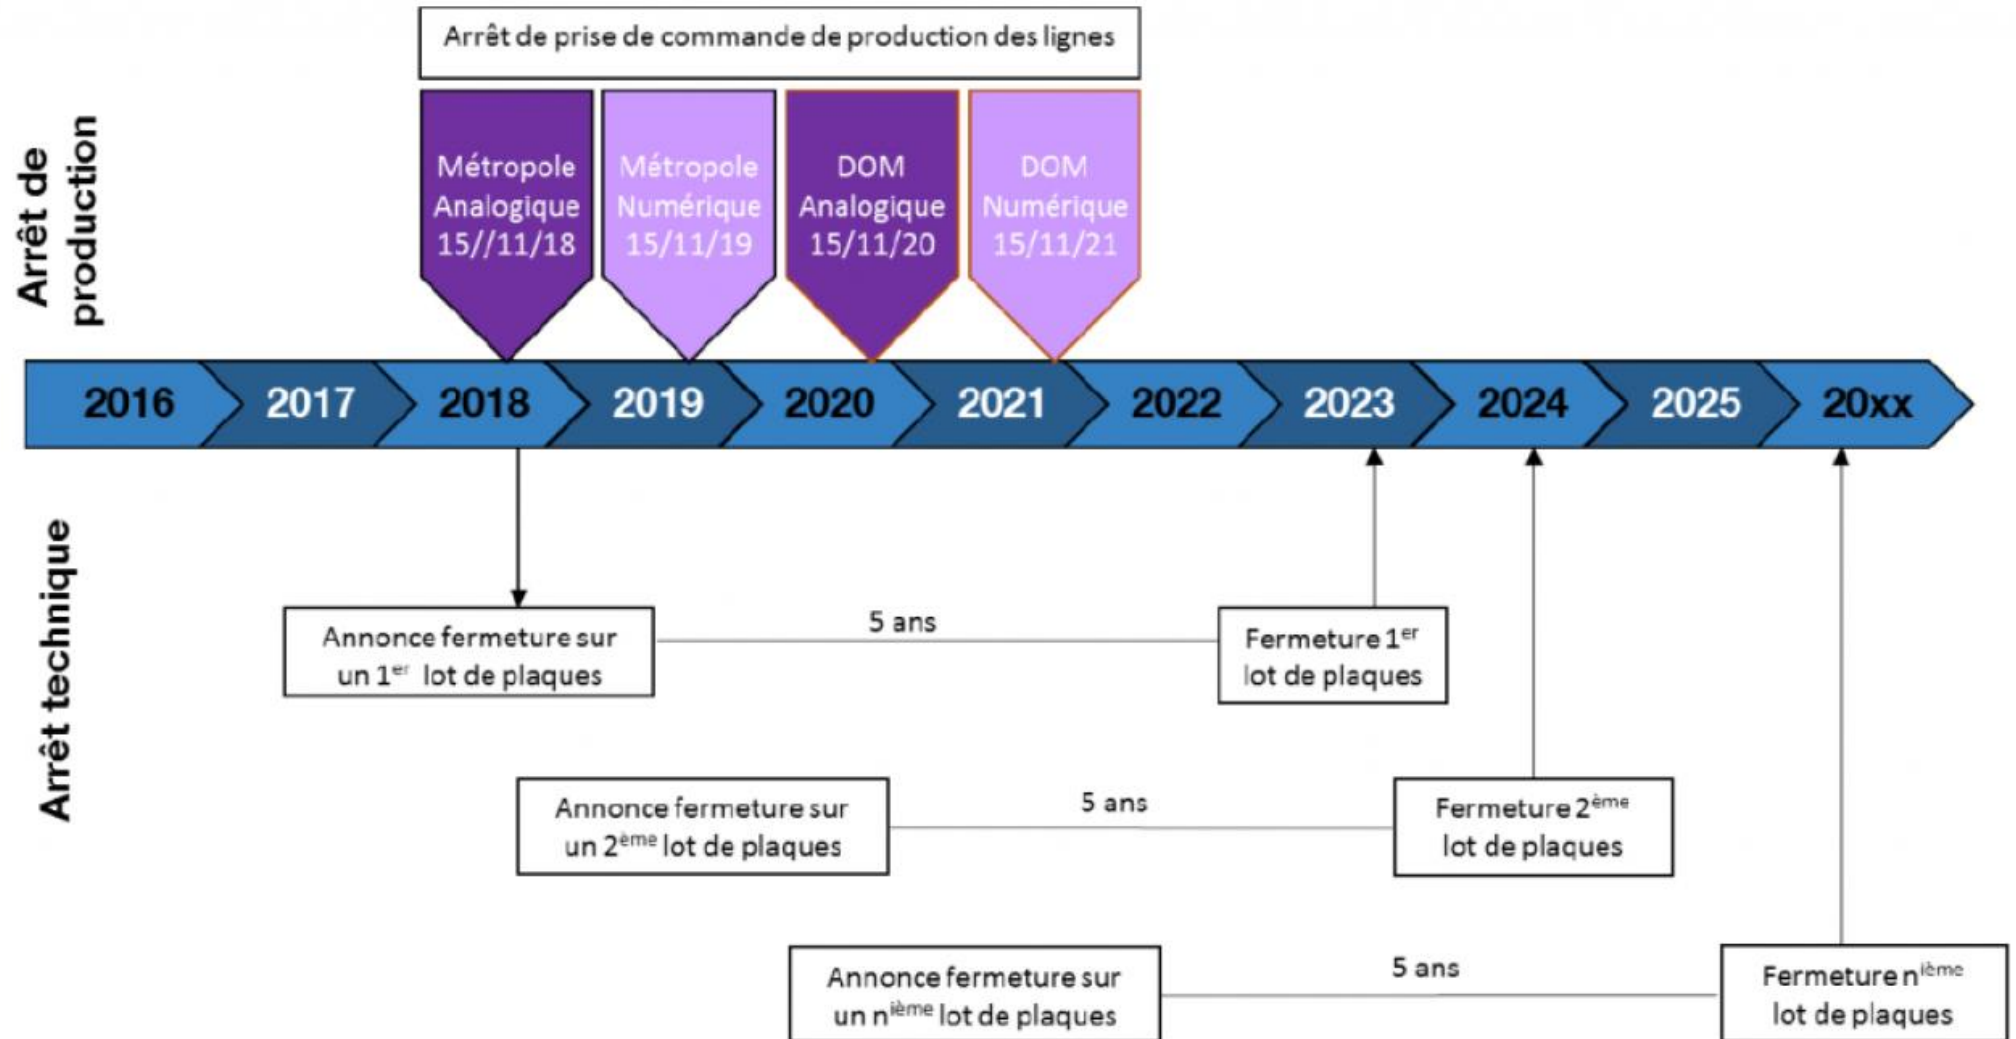 Arrêt de prise de commande de production des lignes
Arrêt de
production
Métropole
Analogique
15//11/18
Métropole
Numérique
15/11/19
DOM
Analogique
15/11/20
DOM
Numérique
15/11/21
2016
2017
2018
2019
2020
2021
2022
2023
2024
2025
20xx
Arrêt technique
Annonce fermeture sur
un 1er lot de plaques
5 ans
Fermeture 1er
lot de plaques
Annonce fermeture sur
un 2ème lot de plaques
5 ans
Fermeture 2ème
lot de plaques
Annonce fermeture sur
un nième lot de plaques
5 ans
Fermeture nième
lot de plaques